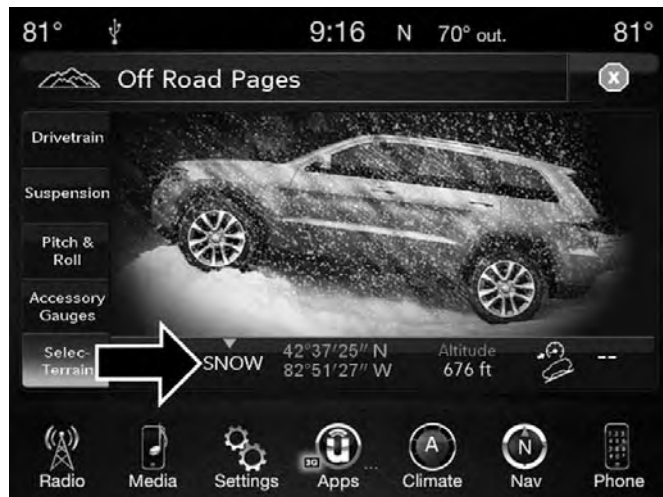 81° 9:16 N 70° out. 81°
Off Road Pages
X
Drivetrain
Suspension
Pitch &
Roll
Accessory
Gauges
Selec-
Terrain
SNOW
42°37'25" N
82°51'27" W
Altitude
676 ft
--
3G
A
N
Radio Media Settings Apps ... Climate Nav Phone